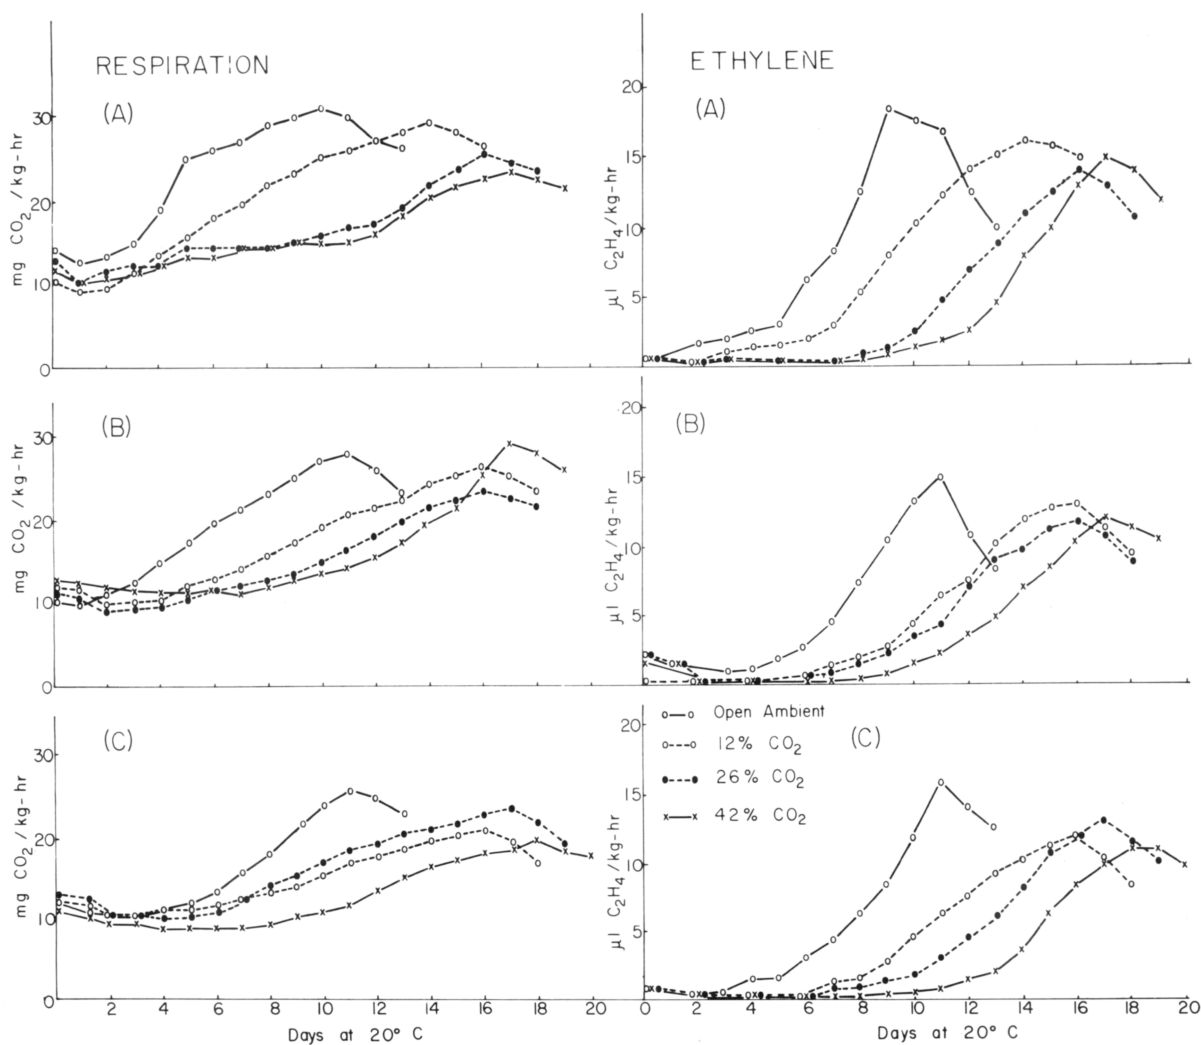 RESPIRATION
(A)
mg CO2 /kg-hr
30
20
10
0
(B)
mg CO2 /kg-hr
30
20
10
0
(C)
mg CO2 /kg-hr
30
20
10
0
0 2 4 6 8 10 12 14 16 18 20
Days at 20° C
ETHYLENE
(A)
μl C2H4/kg-hr
20
15
10
5
(B)
μl C2H4/kg-hr
20
15
10
5
0
(C)
μl C2H4/kg-hr
20
15
10
5
0
o—o Open Ambient
o---o 12% CO2
●---● 26% CO2
x—x 42% CO2
2 4 6 8 10 12 14 16 18 20
Days at 20° C